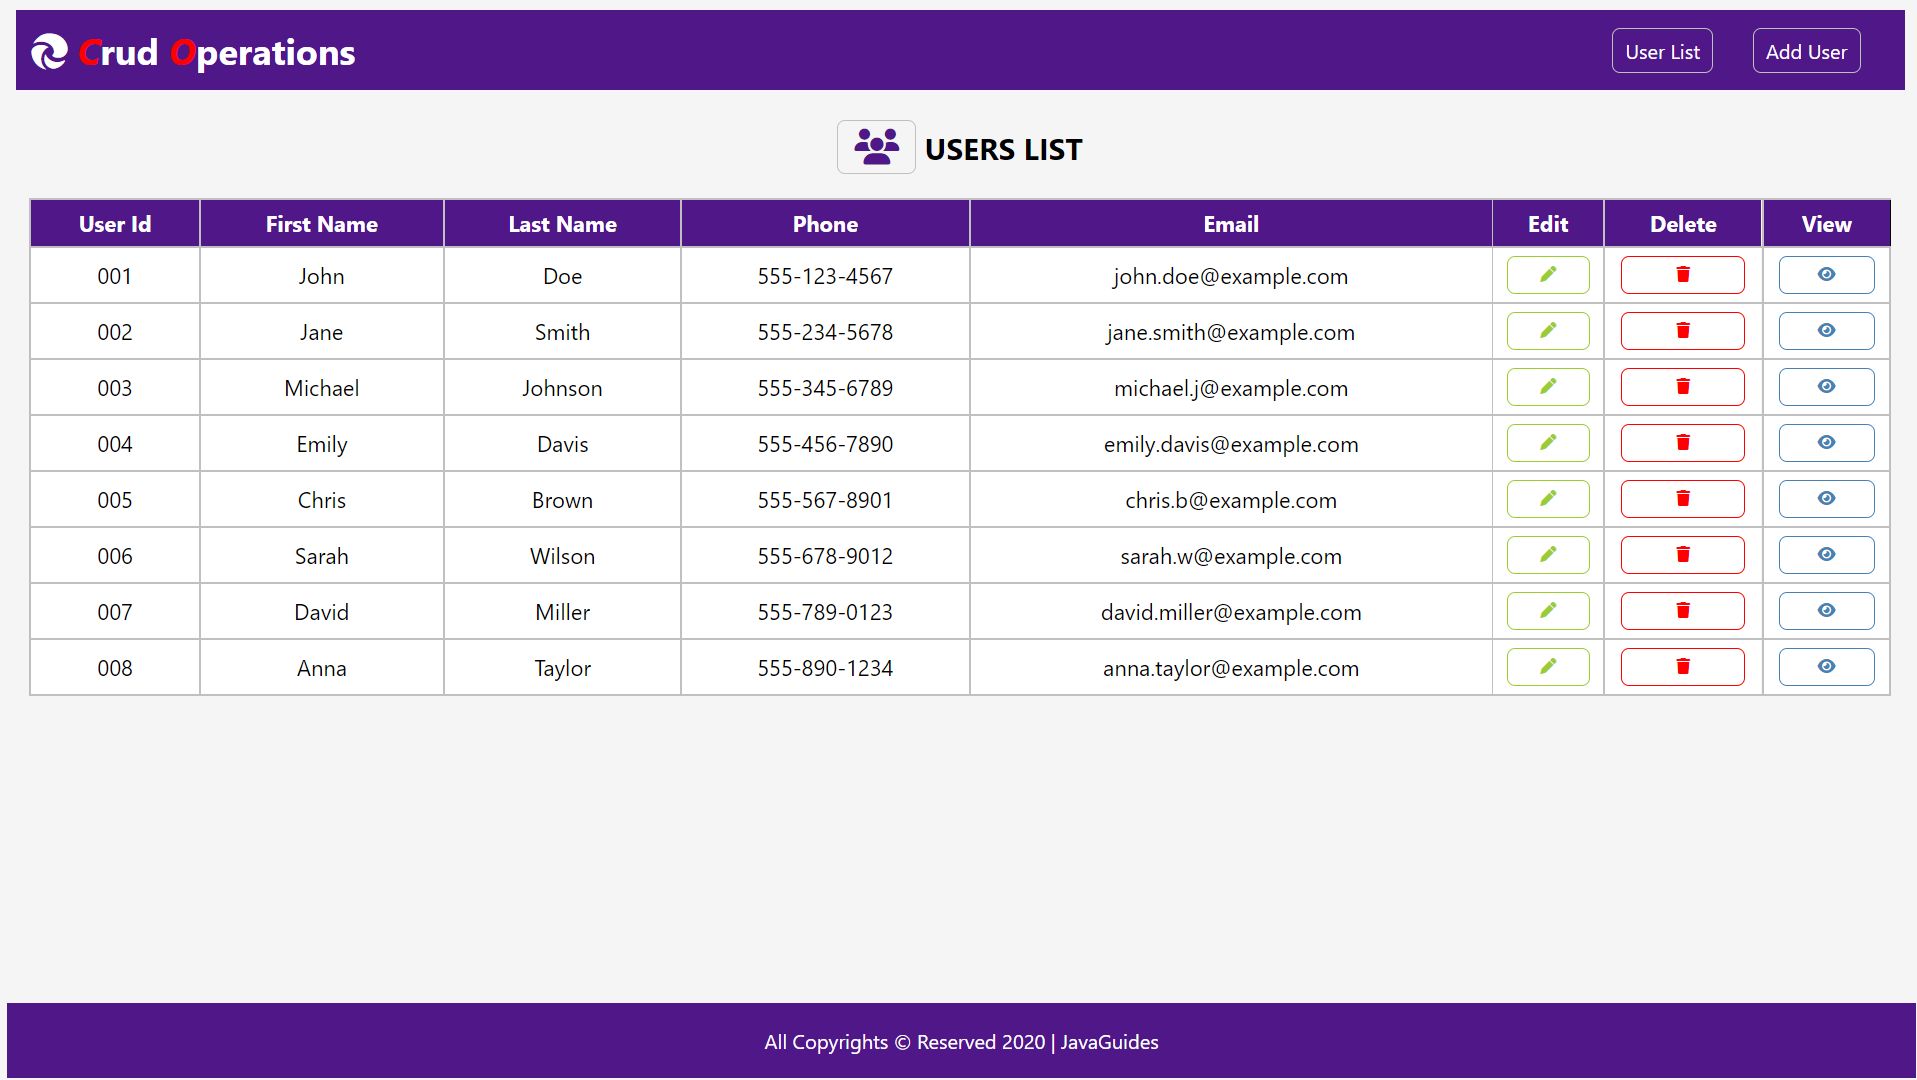 Crud Operations User List Add User
USERS LIST
User Id First Name Last Name Phone Email Edit Delete View
001 John Doe 555-123-4567 john.doe@example.com
002 Jane Smith 555-234-5678 jane.smith@example.com
003 Michael Johnson 555-345-6789 michael.j@example.com
004 Emily Davis 555-456-7890 emily.davis@example.com
005 Chris Brown 555-567-8901 chris.b@example.com
006 Sarah Wilson 555-678-9012 sarah.w@example.com
007 David Miller 555-789-0123 david.miller@example.com
008 Anna Taylor 555-890-1234 anna.taylor@example.com
All Copyrights © Reserved 2020 | JavaGuides